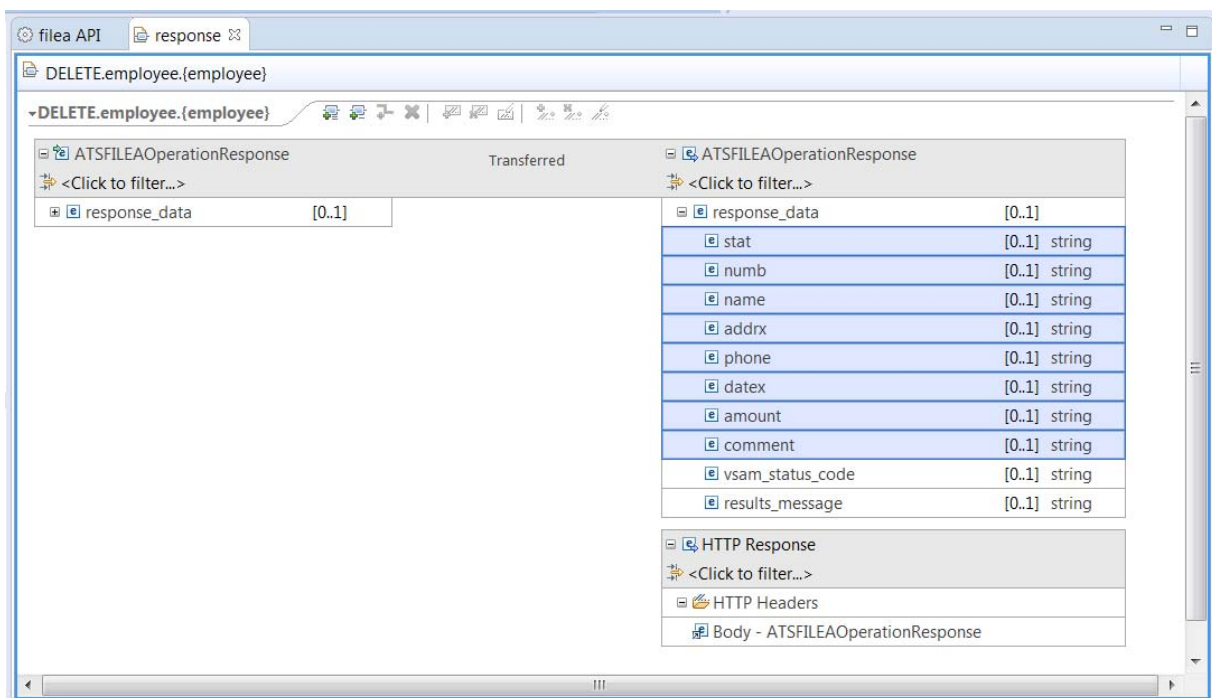 filea API response
DELETE.employee.{employee}
DELETE.employee.{employee}
ATSFILEAOperationResponse Transferred ATSFILEAOperationResponse
<Click to filter...> <Click to filter...>
response_data [0..1] response_data [0..1]
stat [0..1] string
numb [0..1] string
name [0..1] string
addrx [0..1] string
phone [0..1] string
datex [0..1] string
amount [0..1] string
comment [0..1] string
vsam_status_code [0..1] string
results_message [0..1] string
HTTP Response
<Click to filter...>
HTTP Headers
Body - ATSFILEAOperationResponse